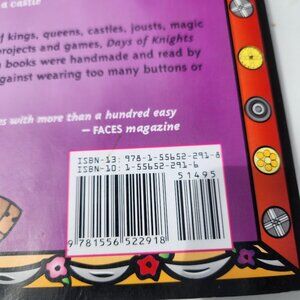 a castle
f kings, queens, castles, jousts, magic
projects and games, Days of Knights
books were handmade and read by
against wearing too many buttons or
es with more than a hundred easy
— FACES magazine
ISBN-13: 978-1-55652-291-8
ISBN-10: 1-55652-291-6
51495
9 781556 522918